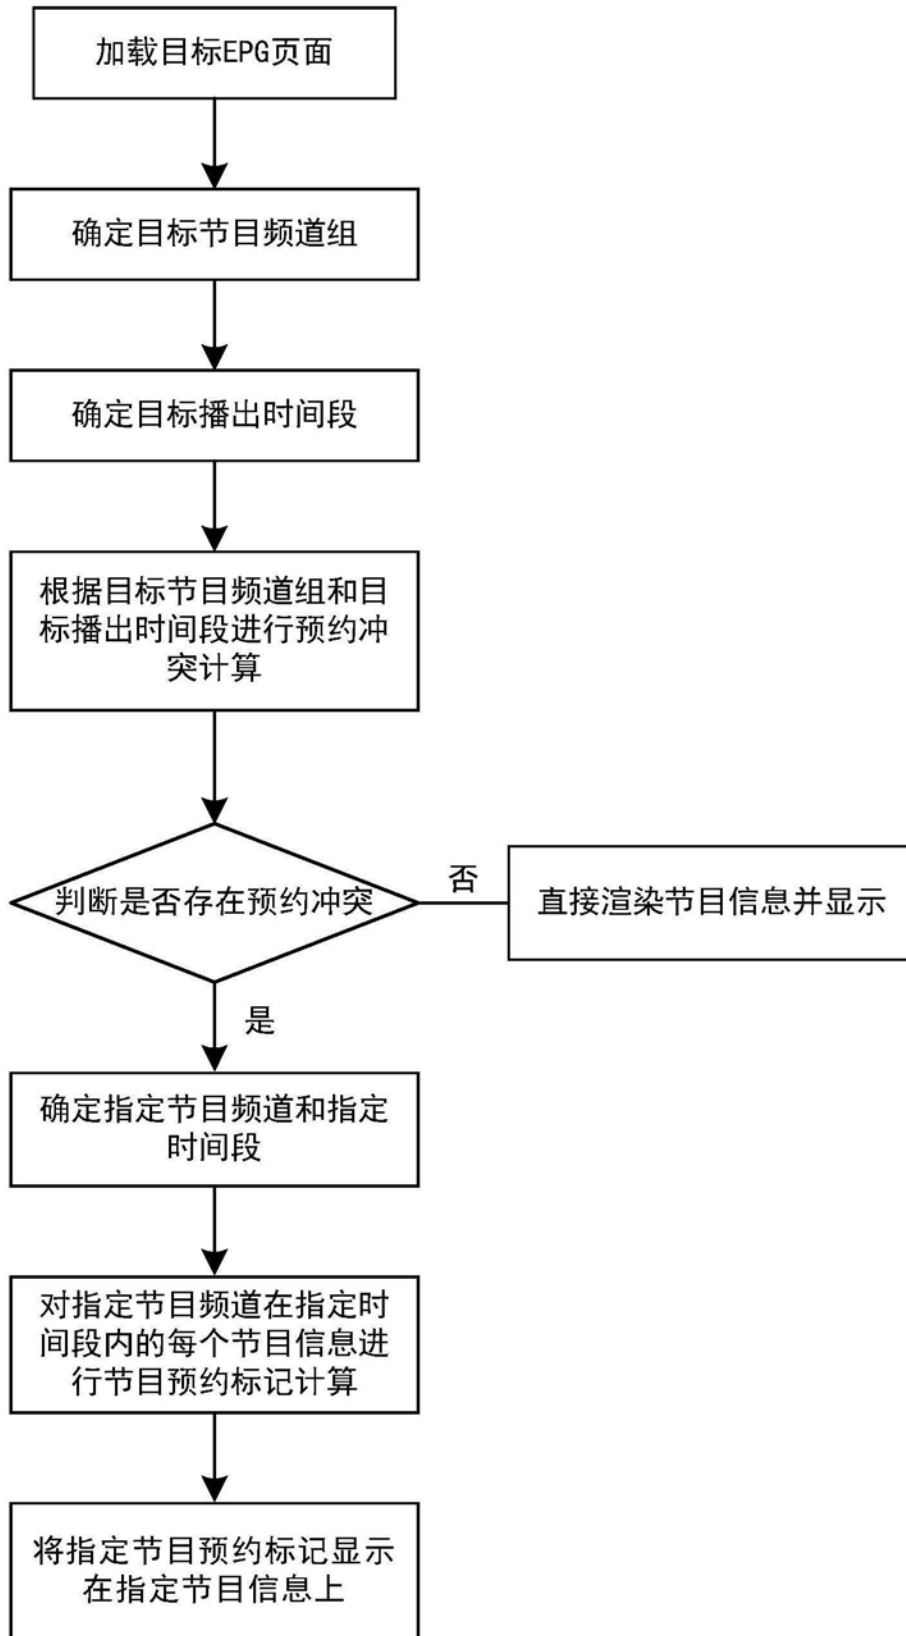 加载目标EPG页面
确定目标节目频道组
确定目标播出时间段
根据目标节目频道组和目
标播出时间段进行预约冲
突计算
判断是否存在预约冲突
否
直接渲染节目信息并显示
是
确定指定节目频道和指定
时间段
对指定节目频道在指定时
间段内的每个节目信息进
行节目预约标记计算
将指定节目预约标记显示
在指定节目信息上